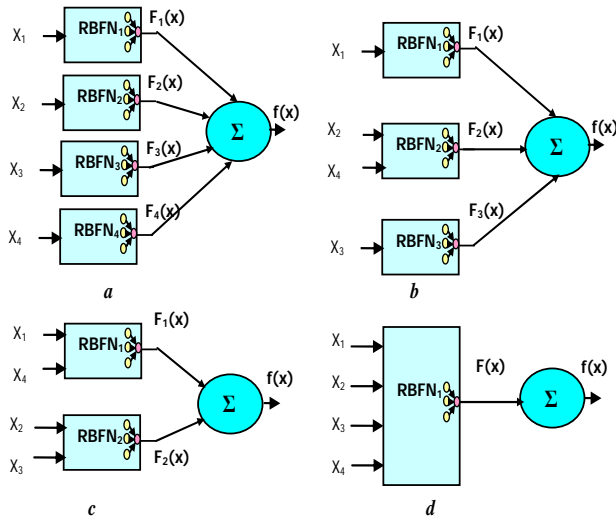 X₁ RBFN₁ F₁(x)
X₂ RBFN₂ F₂(x)
X₃ RBFN₃ F₃(x)
X₄ RBFN₄ F₄(x)
Σ f(x)
a
X₁ RBFN₁ F₁(x)
X₂
X₄ RBFN₂ F₂(x)
X₃ RBFN₃ F₃(x)
Σ f(x)
b
X₁
X₄ RBFN₁ F₁(x)
X₂
X₃ RBFN₂ F₂(x)
Σ f(x)
c
X₁
X₂
X₃
X₄
RBFN₁ F(x) Σ f(x)
d